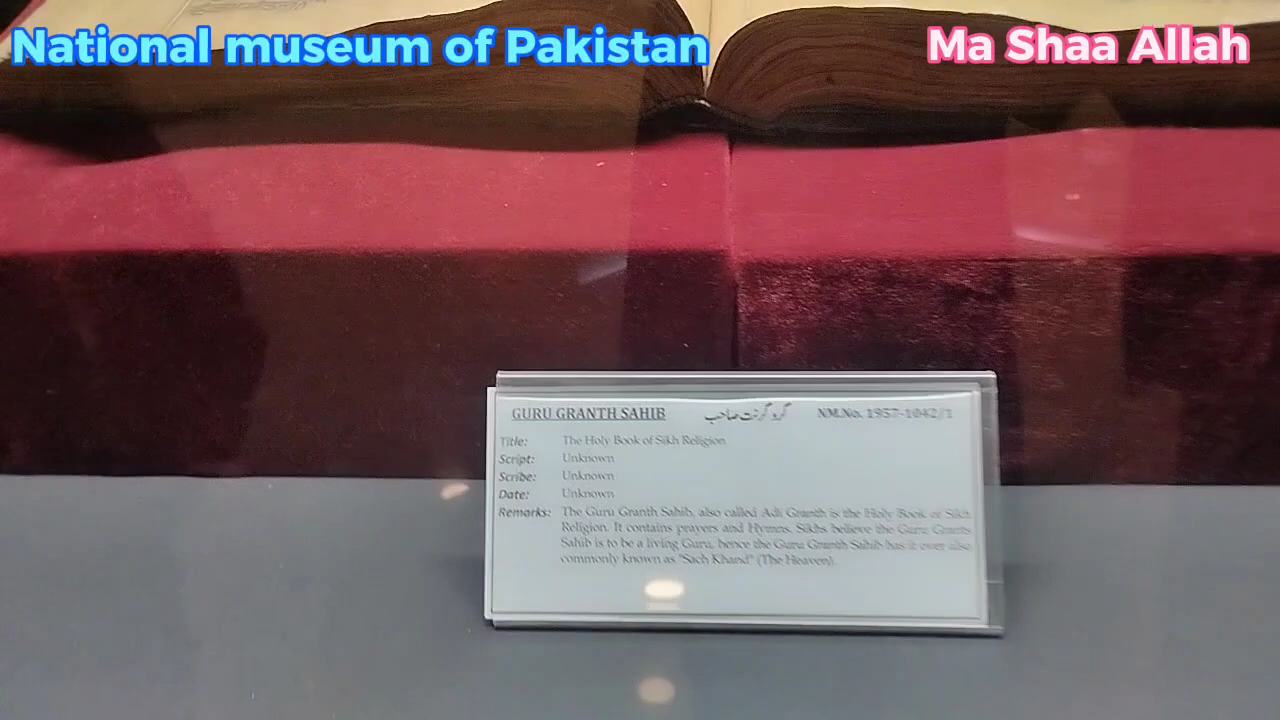 National museum of Pakistan
Ma Shaa Allah
GURU GRANTH SAHIB گرو گرنت صاحب NM.No. 1957-1042/1
Title: The Holy Book of Sikh Religion
Script: Unknown
Scribe: Unknown
Date: Unknown
Remarks: The Guru Granth Sahib, also called Adi Granth is the Holy Book of Sikh
Religion. It contains prayers and Hymns. Sikhs believe the Guru Grants
Sahib is to be a living Guru, hence the Guru Granth Sahib has it over also
commonly known as "Sach Khand" (The Heaven).